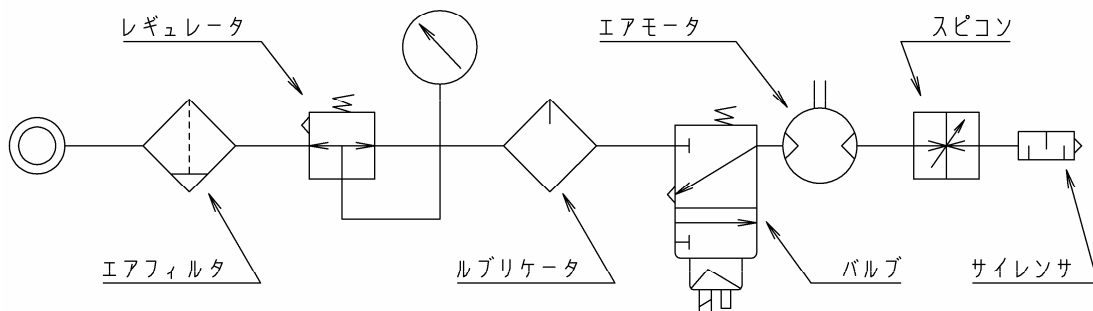 レギュレータ
エアモータ
スピコン
エアフィルタ
ルブリケータ
バルブ
サイレンサ